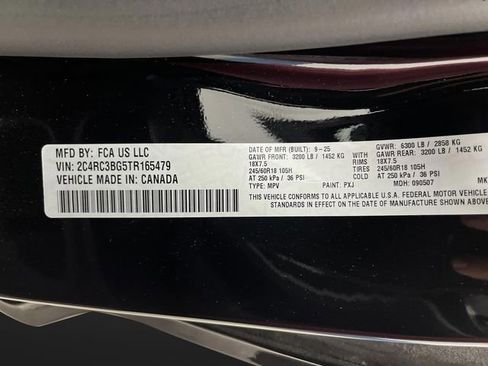 MFD BY: FCA US LLC
VIN: 2C4RC3BG5TR165479
VEHICLE MADE IN: CANADA
DATE OF MFR (BUILT): 9-25 GVWR: 6300 LB / 2858 KG
GAWR FRONT: 3200 LB / 1452 KG GAWR REAR: 3200 LB / 1452 KG
18X7.5 RIMS 18X7.5
245/60R18 105H TIRES 245/60R18 105H
AT 250 kPa / 36 PSI COLD AT 250 kPa / 36 PSI
TYPE: MPV PAINT: PXJ MDH: 090507 MK
THIS VEHICLE CONFORMS TO ALL APPLICABLE U.S.A. FEDERAL MOTOR VEHICLE
STANDARDS IN EFFECT ON THE DATE OF MANUFACTURE SHOWN ABOVE